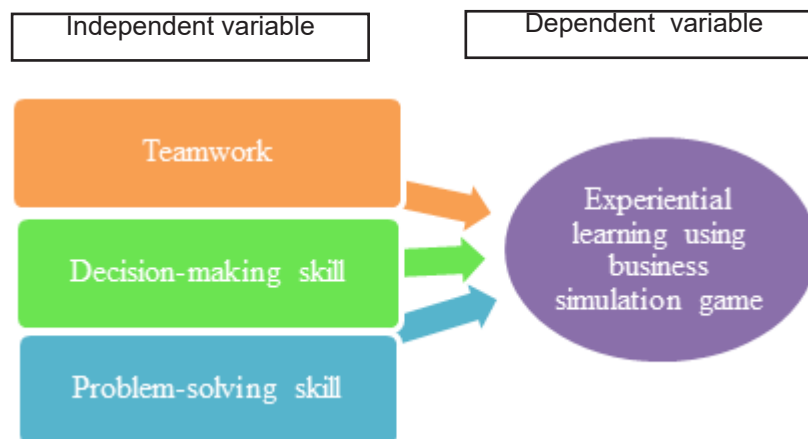 Independent variable
Dependent variable
Teamwork
Decision-making skill
Problem-solving skill
Experiential
learning using
business
simulation game